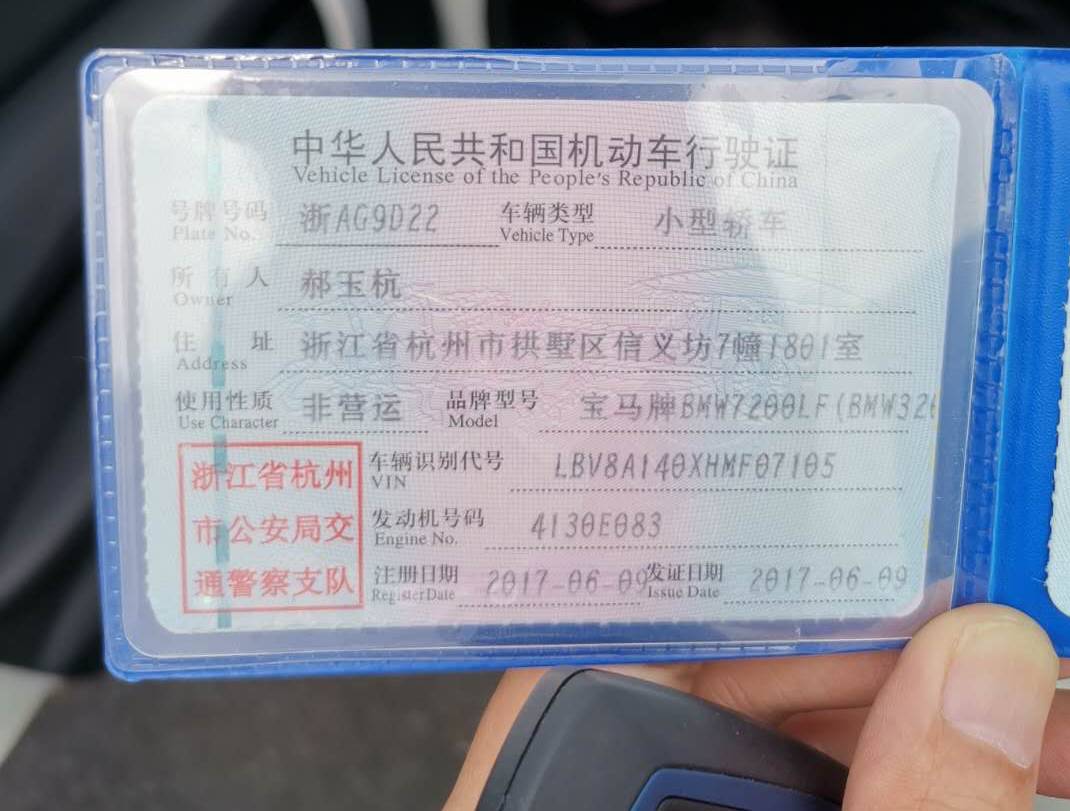 中华人民共和国机动车行驶证
Vehicle License of the People's Republic of China
号牌号码 浙AG9D22 车辆类型 小型轿车
Plate No. Vehicle Type
所有人 郝玉杭
Owner
住址 浙江省杭州市拱墅区信义坊7幢1801室
Address
使用性质 非营运 品牌型号 宝马牌BMW7200LF(BMW320
Use Character Model
浙江省杭州 车辆识别代号 LBV8A140XHMF07105
VIN
市公安局交 发动机号码 4130E083
Engine No.
通警察支队 注册日期 2017-06-09 发证日期 2017-06-09
Register Date Issue Date